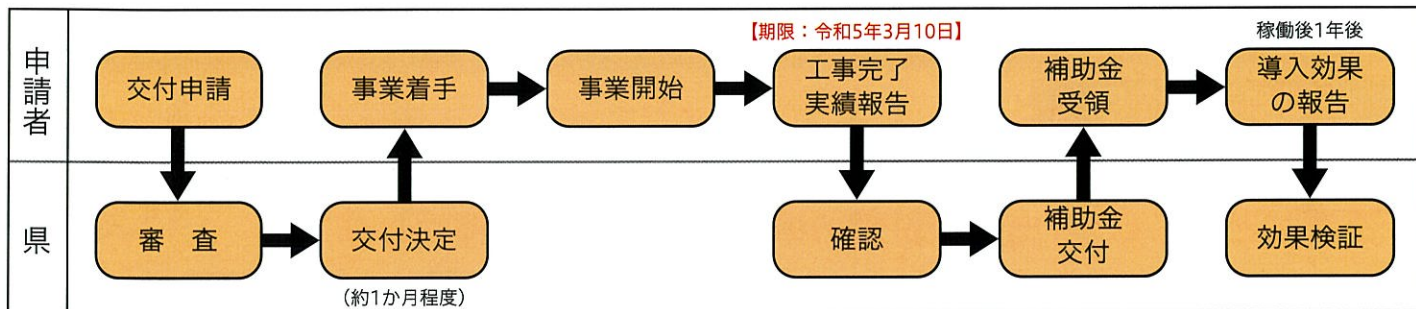 申請者
【期限：令和5年3月10日】
稼働後1年後
交付申請
事業着手
事業開始
工事完了
実績報告
補助金
受領
導入効果
の報告
県
審　査
交付決定
(約1か月程度)
確認
補助金
交付
効果検証